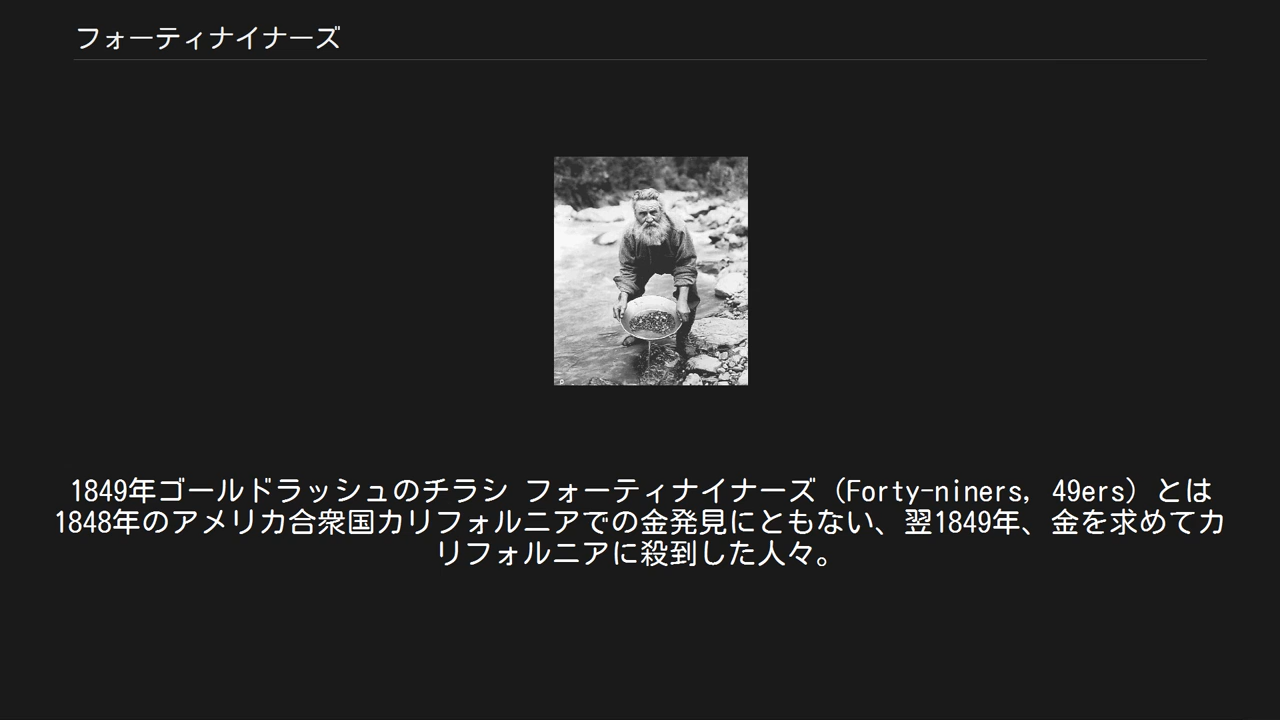 フォーティナイナーズ
1849年ゴールドラッシュのチラシ フォーティナイナーズ（Forty-niners, 49ers）とは
1848年のアメリカ合衆国カリフォルニアでの金発見にともない、翌1849年、金を求めてカ
リフォルニアに殺到した人々。